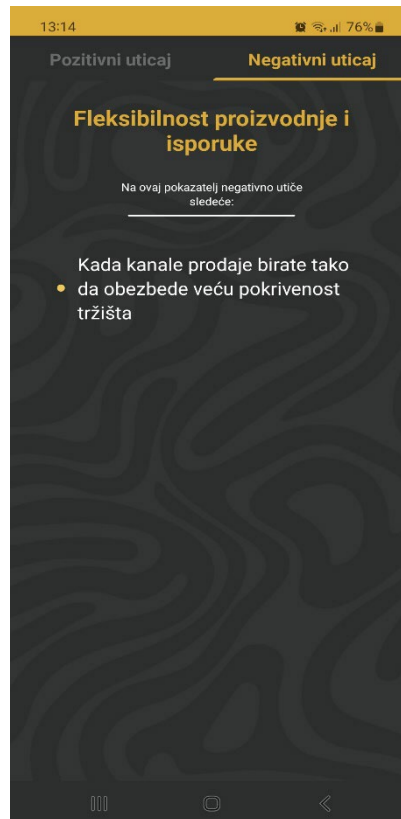 13:14
76%
Pozitivni uticaj
Negativni uticaj
Fleksibilnost proizvodnje i
isporuke
Na ovaj pokazatelj negativno utiče
sledeće:
Kada kanale prodaje birate tako
da obezbede veću pokrivenost
tržišta